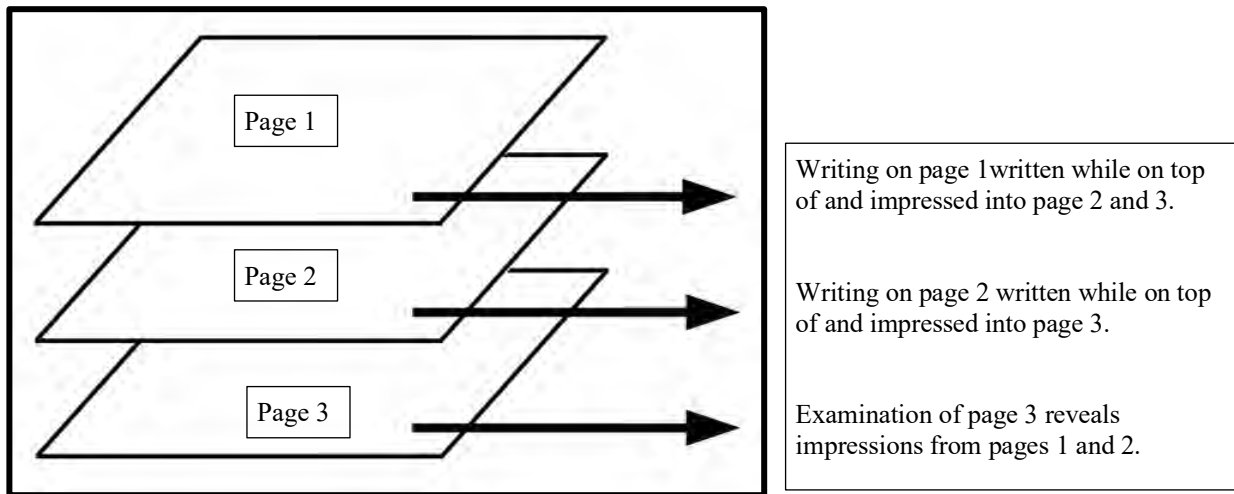 Page 1
Writing on page 1written while on top
of and impressed into page 2 and 3.
Page 2
Writing on page 2 written while on top
of and impressed into page 3.
Page 3
Examination of page 3 reveals
impressions from pages 1 and 2.